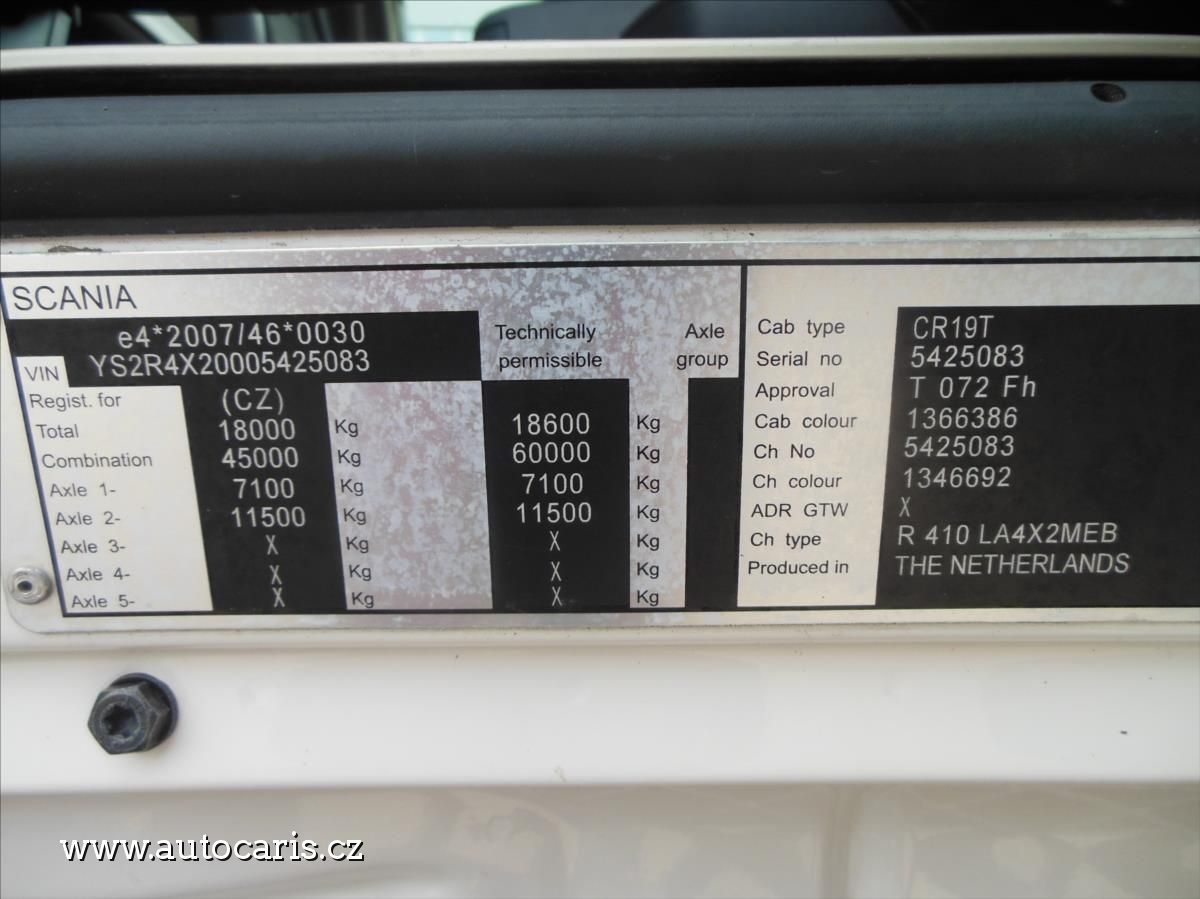 SCANIA
e4*2007/46*0030
VIN YS2R4X20005425083
Technically permissible
Axle group
Regist. for (CZ)
Total 18000 Kg 18600 Kg
Combination 45000 Kg 60000 Kg
Axle 1- 7100 Kg 7100 Kg
Axle 2- 11500 Kg 11500 Kg
Axle 3- X Kg X Kg
Axle 4- X Kg X Kg
Axle 5- X Kg X Kg
Cab type CR19T
Serial no 5425083
Approval T 072 Fh
Cab colour 1366386
Ch No 5425083
Ch colour 1346692
ADR GTW X
Ch type R 410 LA4X2MEB
Produced in THE NETHERLANDS
www.autocaris.cz